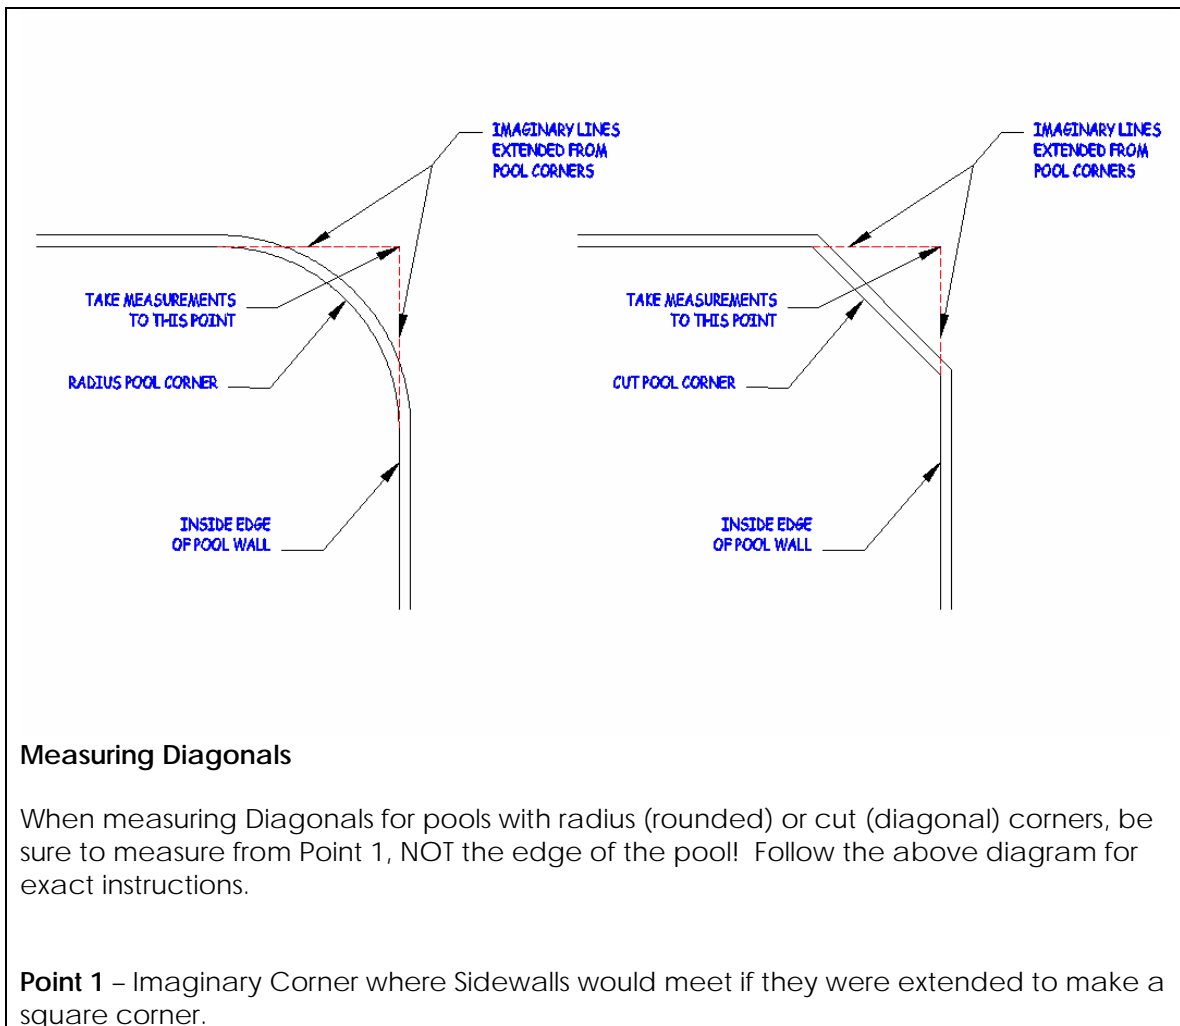 IMAGINARY LINES
EXTENDED FROM
POOL CORNERS
TAKE MEASUREMENTS
TO THIS POINT
RADIUS POOL CORNER
INSIDE EDGE
OF POOL WALL
IMAGINARY LINES
EXTENDED FROM
POOL CORNERS
TAKE MEASUREMENTS
TO THIS POINT
CUT POOL CORNER
INSIDE EDGE
OF POOL WALL
Measuring Diagonals
When measuring Diagonals for pools with radius (rounded) or cut (diagonal) corners, be
sure to measure from Point 1, NOT the edge of the pool! Follow the above diagram for
exact instructions.
Point 1 – Imaginary Corner where Sidewalls would meet if they were extended to make a
square corner.